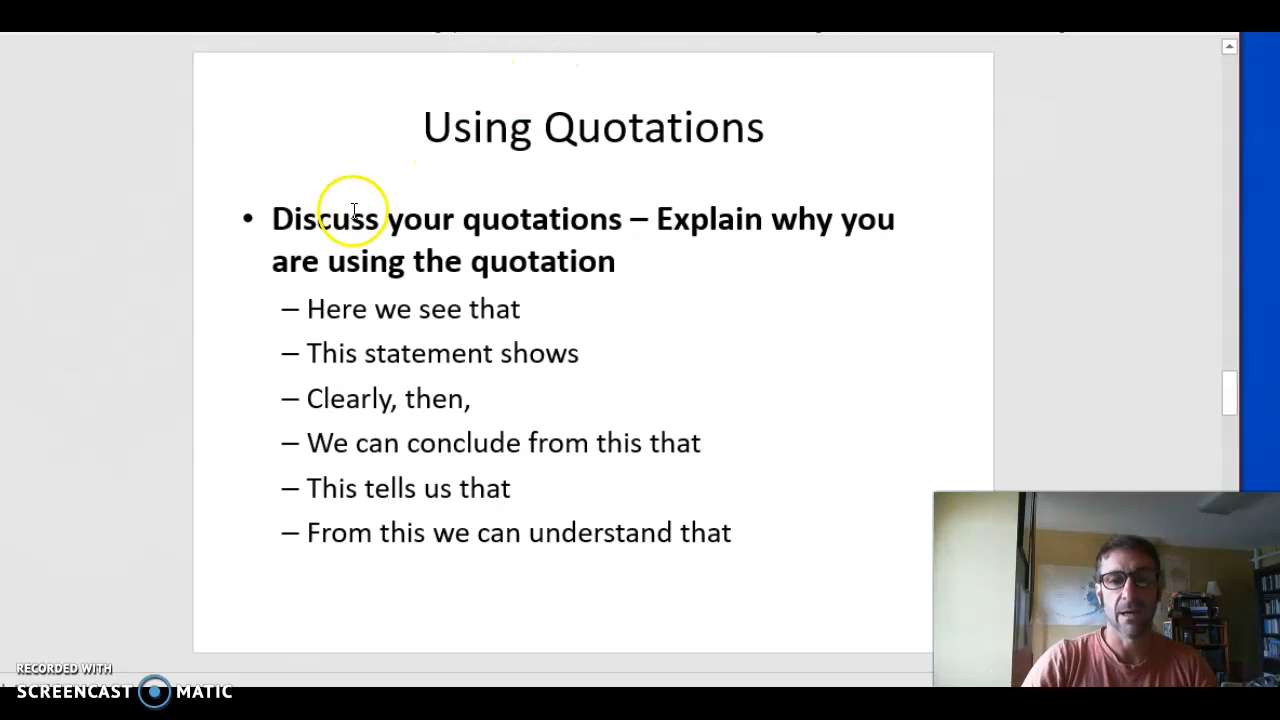 Using Quotations
• Discuss your quotations – Explain why you
are using the quotation
– Here we see that
– This statement shows
– Clearly, then,
– We can conclude from this that
– This tells us that
– From this we can understand that
RECORDED WITH
SCREENCAST MATIC